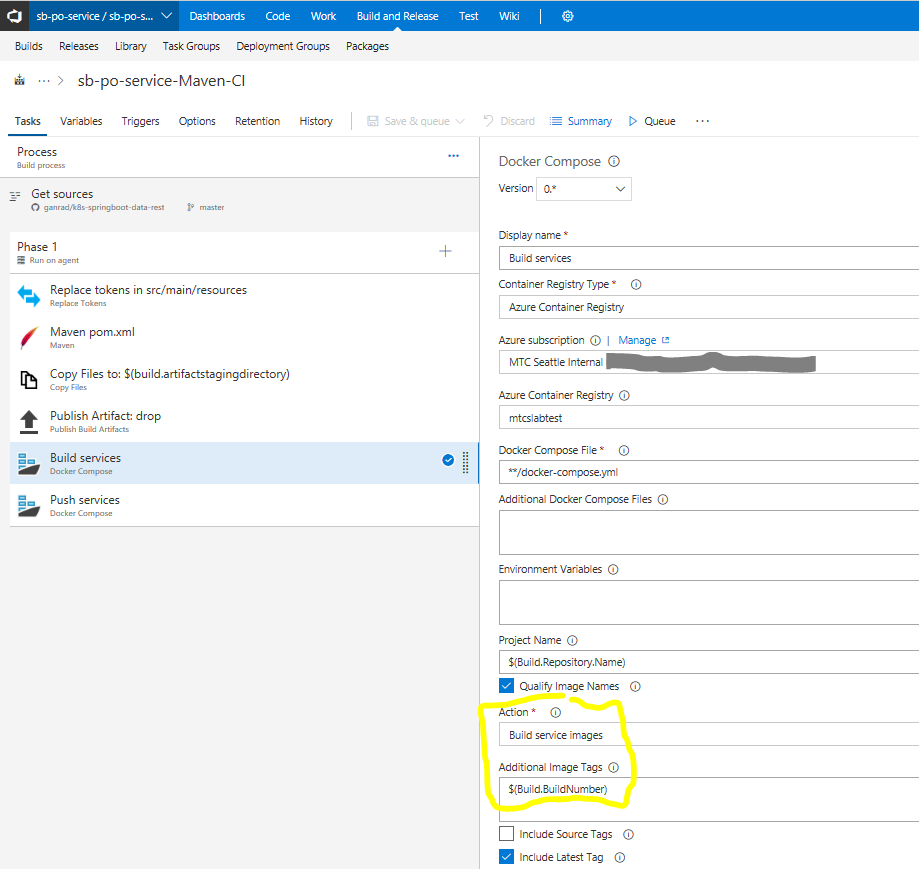 sb-po-service / sb-po-s... Dashboards Code Work Build and Release Test Wiki
Builds Releases Library Task Groups Deployment Groups Packages
... > sb-po-service-Maven-CI
Tasks Variables Triggers Options Retention History Save & queue Discard Summary Queue ...
Process
Build process
...
Get sources
ganrad/k8s-springboot-data-rest master
Phase 1
Run on agent
Replace tokens in src/main/resources
Replace Tokens
Maven pom.xml
Maven
Copy Files to: $(build.artifactstagingdirectory)
Copy Files
Publish Artifact: drop
Publish Build Artifacts
Build services
Docker Compose
Push services
Docker Compose
Docker Compose
Version 0.*
Display name *
Build services
Container Registry Type *
Azure Container Registry
Azure subscription | Manage
MTC Seattle Internal
Azure Container Registry
mtcslabtest
Docker Compose File *
**/docker-compose.yml
Additional Docker Compose Files
Environment Variables
Project Name
$(Build.Repository.Name)
Qualify Image Names
Action *
Build service images
Additional Image Tags
$(Build.BuildNumber)
Include Source Tags
Include Latest Tag